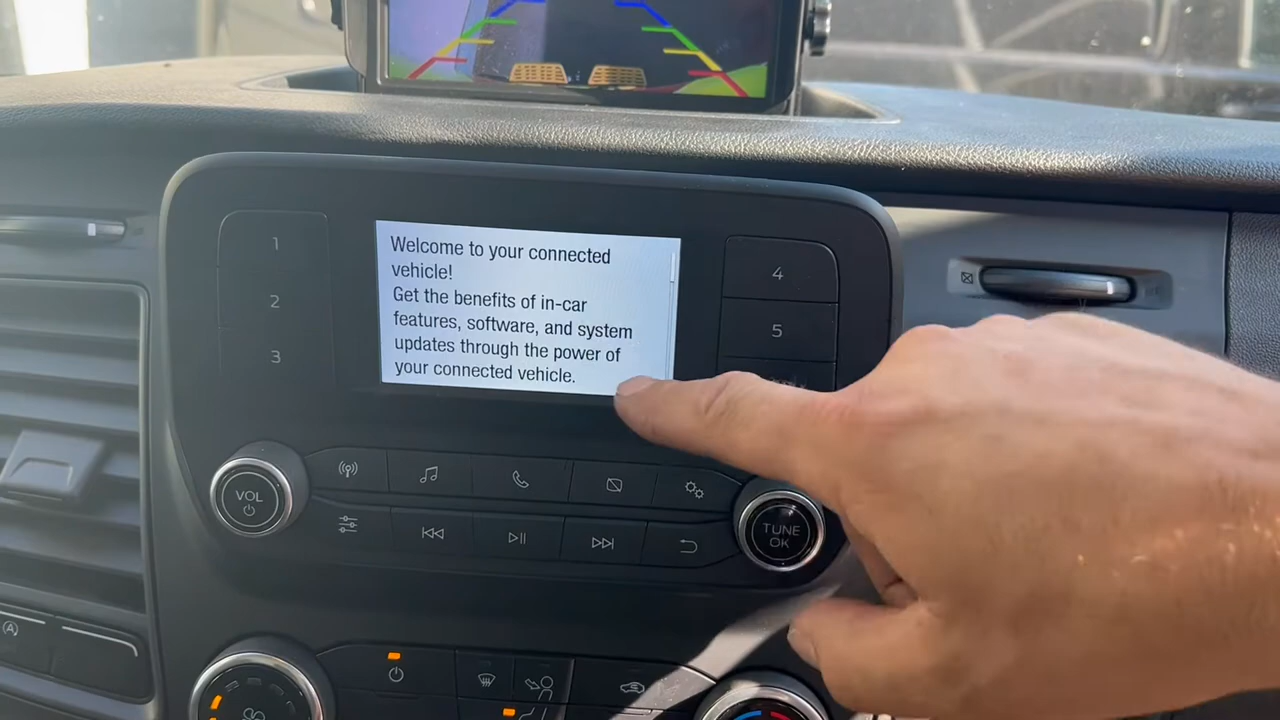 Welcome to your connected
vehicle!
Get the benefits of in-car
features, software, and system
updates through the power of
your connected vehicle.
1
2
3
4
5
VOL
TUNE
OK
A